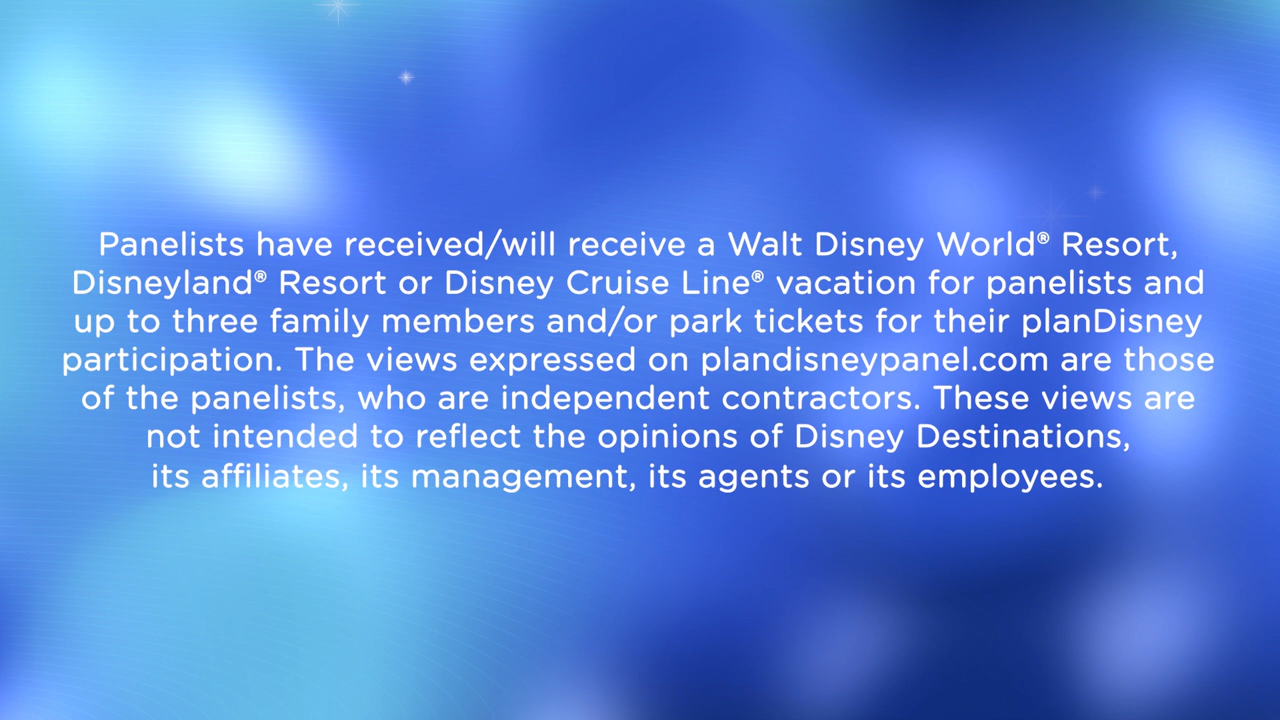 Panelists have received/will receive a Walt Disney World® Resort,
Disneyland® Resort or Disney Cruise Line® vacation for panelists and
up to three family members and/or park tickets for their planDisney
participation. The views expressed on plandisneypanel.com are those
of the panelists, who are independent contractors. These views are
not intended to reflect the opinions of Disney Destinations,
its affiliates, its management, its agents or its employees.